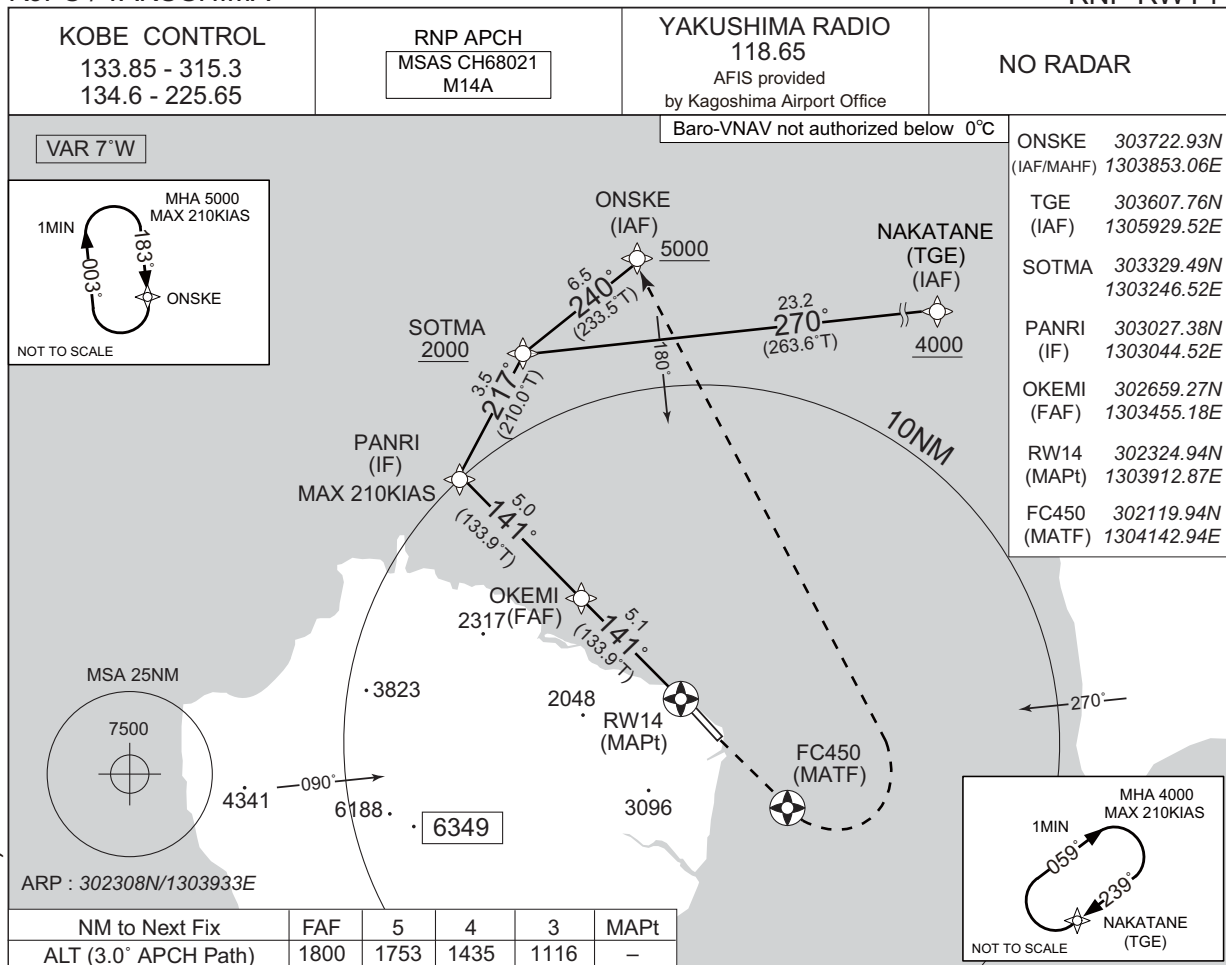 KOBE CONTROL
133.85 - 315.3
134.6 - 225.65
RNP APCH
MSAS CH68021
M14A
YAKUSHIMA RADIO
118.65
AFIS provided
by Kagoshima Airport Office
NO RADAR
VAR 7°W
Baro-VNAV not authorized below 0°C
ONSKE 303722.93N
(IAF/MAHF) 1303853.06E
TGE 303607.76N
(IAF) 1305929.52E
SOTMA 303329.49N
1303246.52E
PANRI 303027.38N
(IF) 1303044.52E
OKEMI 302659.27N
(FAF) 1303455.18E
RW14 302324.94N
(MAPt) 1303912.87E
FC450 302119.94N
(MATF) 1304142.94E
MHA 5000
MAX 210KIAS
1MIN
003°
183°
ONSKE
NOT TO SCALE
ONSKE
(IAF)
5000
NAKATANE
(TGE)
(IAF)
4000
6.5
240°
(233.5°T)
23.2
270°
(263.6°T)
SOTMA
2000
180°
3.5
217°
(210.0°T)
10NM
PANRI
(IF)
MAX 210KIAS
5.0
141°
(133.9°T)
OKEMI
(FAF)
2317
5.1
141°
(133.9°T)
MSA 25NM
7500
3823
2048
RW14
(MAPt)
270°
FC450
(MATF)
4341
090°
6188
6349
3096
MHA 4000
MAX 210KIAS
1MIN
059°
239°
NAKATANE
(TGE)
NOT TO SCALE
ARP : 302308N/1303933E
NM to Next Fix FAF 5 4 3 MAPt
ALT (3.0° APCH Path) 1800 1753 1435 1116 –